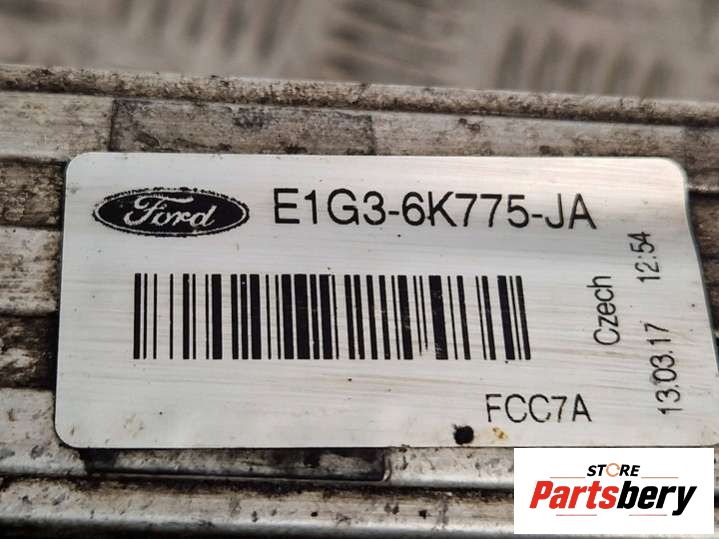 Ford
E1G3-6K775-JA
FCC7A
Czech
13.03.17 12:54
STORE
Partsbery